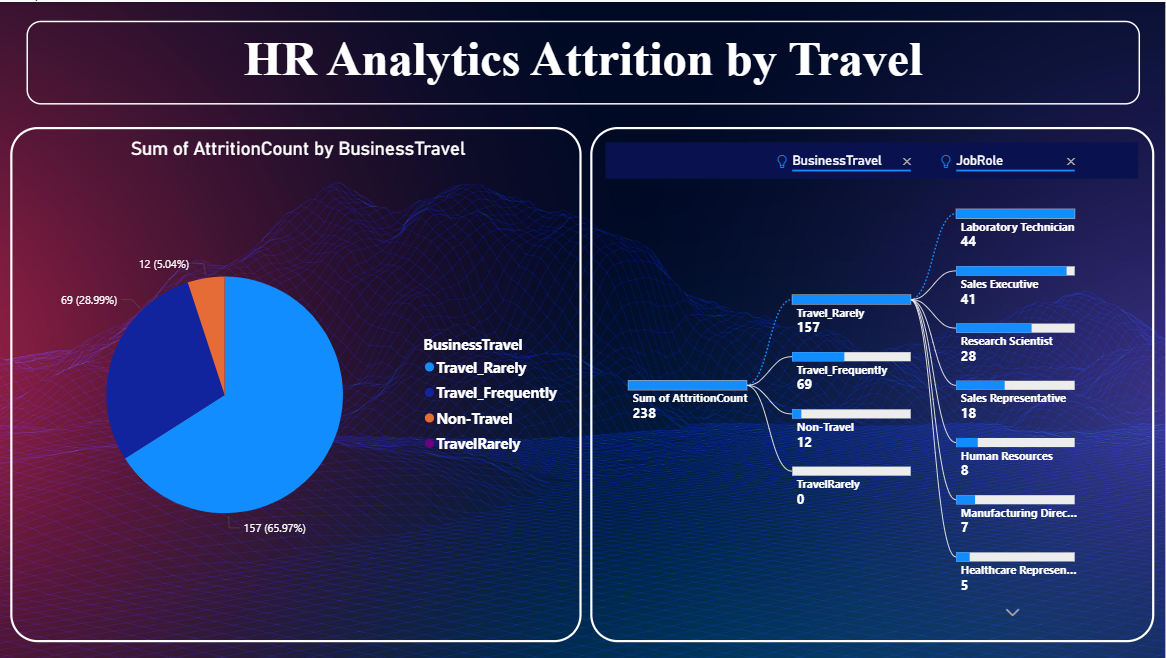 HR Analytics Attrition by Travel
Sum of AttritionCount by BusinessTravel
12 (5.04%)
69 (28.99%)
157 (65.97%)
BusinessTravel
Travel_Rarely
Travel_Frequently
Non-Travel
TravelRarely
BusinessTravel
JobRole
Sum of AttritionCount
238
Travel_Rarely
157
Travel_Frequently
69
Non-Travel
12
TravelRarely
0
Laboratory Technician
44
Sales Executive
41
Research Scientist
28
Sales Representative
18
Human Resources
8
Manufacturing Direc...
7
Healthcare Represen...
5